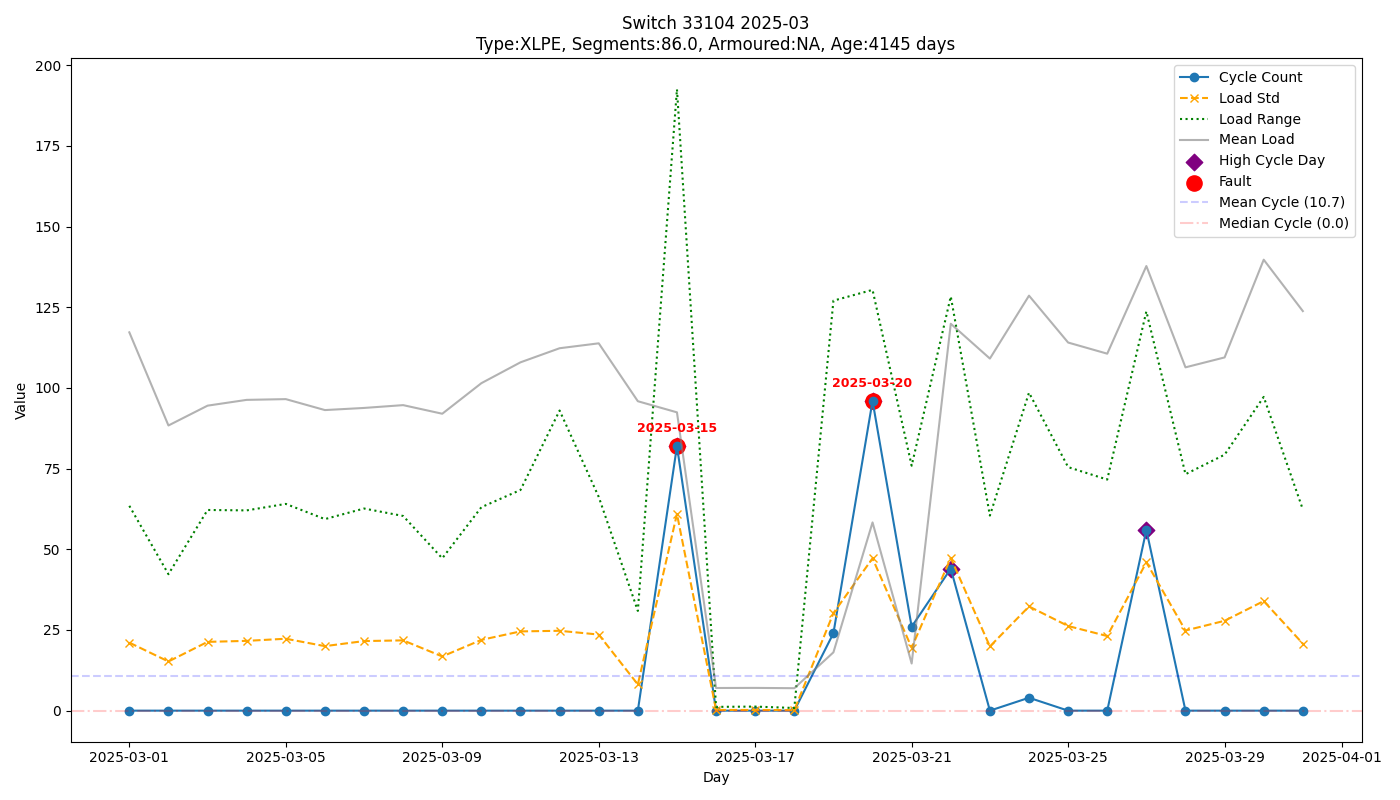 Switch 33104 2025-03
Type:XLPE, Segments:86.0, Armoured:NA, Age:4145 days
200
175
150
125
100
75
50
25
0
Value
Cycle Count
Load Std
Load Range
Mean Load
High Cycle Day
Fault
Mean Cycle (10.7)
Median Cycle (0.0)
2025-03-20
2025-03-15
2025-03-01
2025-03-05
2025-03-09
2025-03-13
2025-03-17
2025-03-21
2025-03-25
2025-03-29
2025-04-01
Day